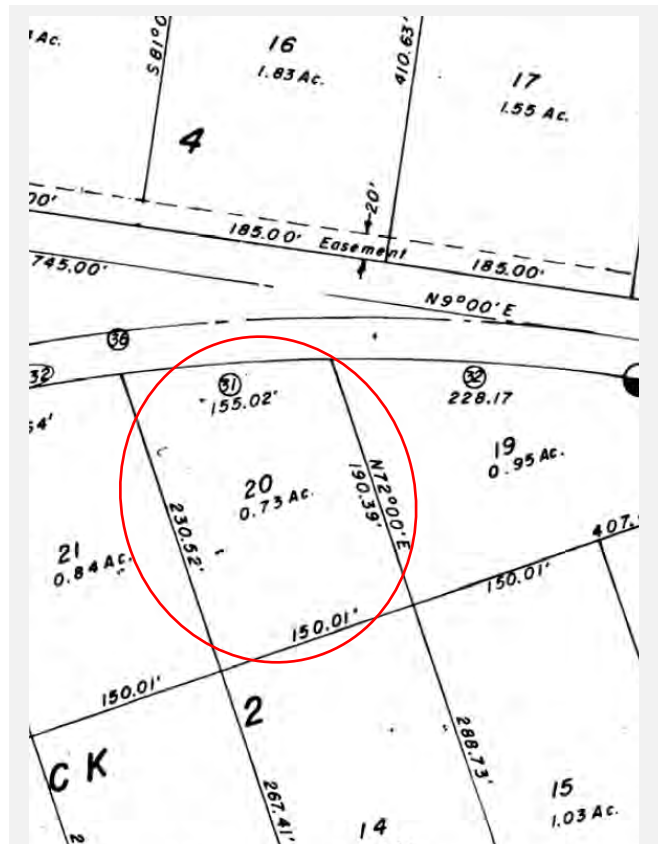 Ac.
S 81°0
16
1.83 Ac.
410.63'
17
1.55 Ac.
4
00'
20'
185.00' Easement
185.00'
745.00'
N9°00'E
36
32
31
155.02'
32
228.17
54'
19
0.95 Ac.
20
0.73 Ac.
N72°00'E
190.39'
230.52'
21
0.84 Ac.
407.
150.01'
150.01'
150.01'
2
CK
288.73'
267.41'
15
1.03 Ac.
14
2